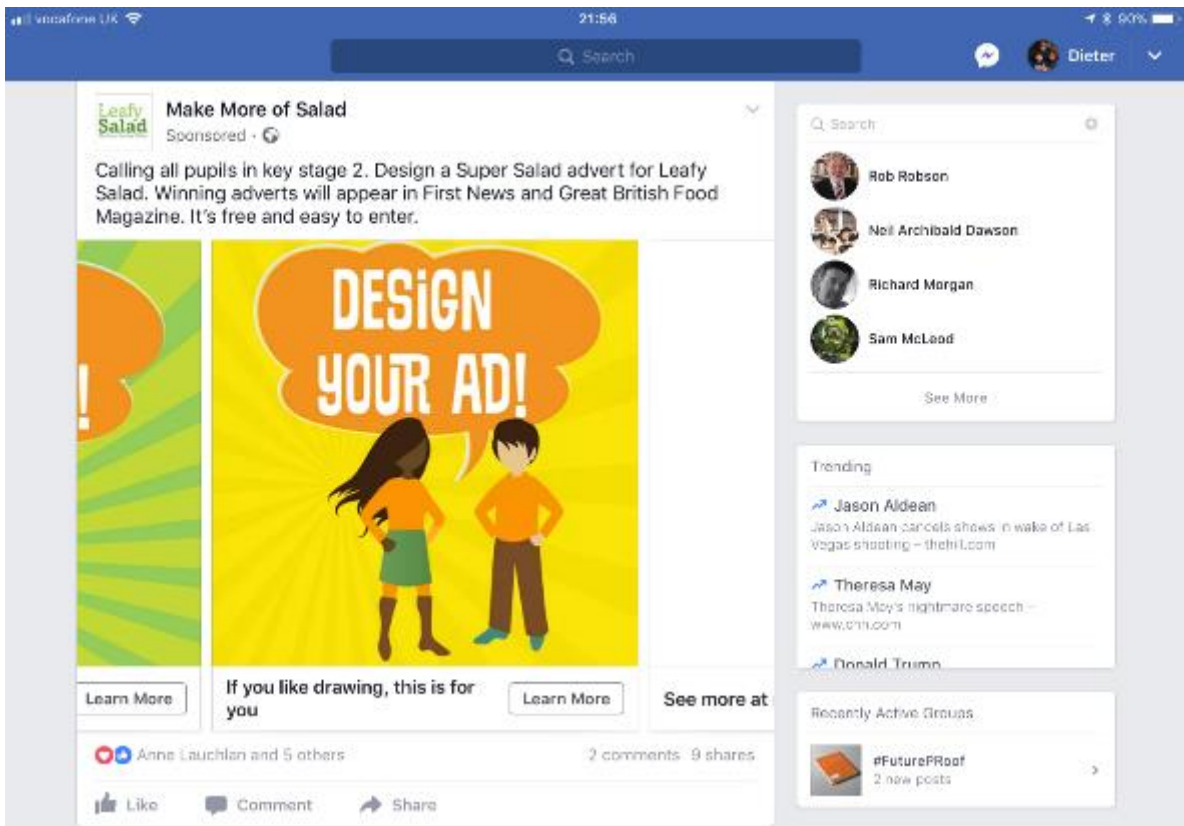 vodafone UK
21:56
90%
Search
Dieter
Leafy
Salad
Make More of Salad
Sponsored ·
Calling all pupils in key stage 2. Design a Super Salad advert for Leafy
Salad. Winning adverts will appear in First News and Great British Food
Magazine. It's free and easy to enter.
!
DESiGN
YOUR AD!
Learn More
If you like drawing, this is for
you
Learn More
See more at
Anne Lauchlan and 5 others
2 comments 9 shares
Like
Comment
Share
Search
Rob Robson
Neil Archibald Dawson
Richard Morgan
Sam McLeod
See More
Trending
Jason Aldean
Jason Aldean cancels shows in wake of Las
Vegas shooting – thehill.com
Theresa May
Theresa May's nightmare speech –
www.cnn.com
Donald Trump
Recently Active Groups
#FuturePRoof
2 new posts